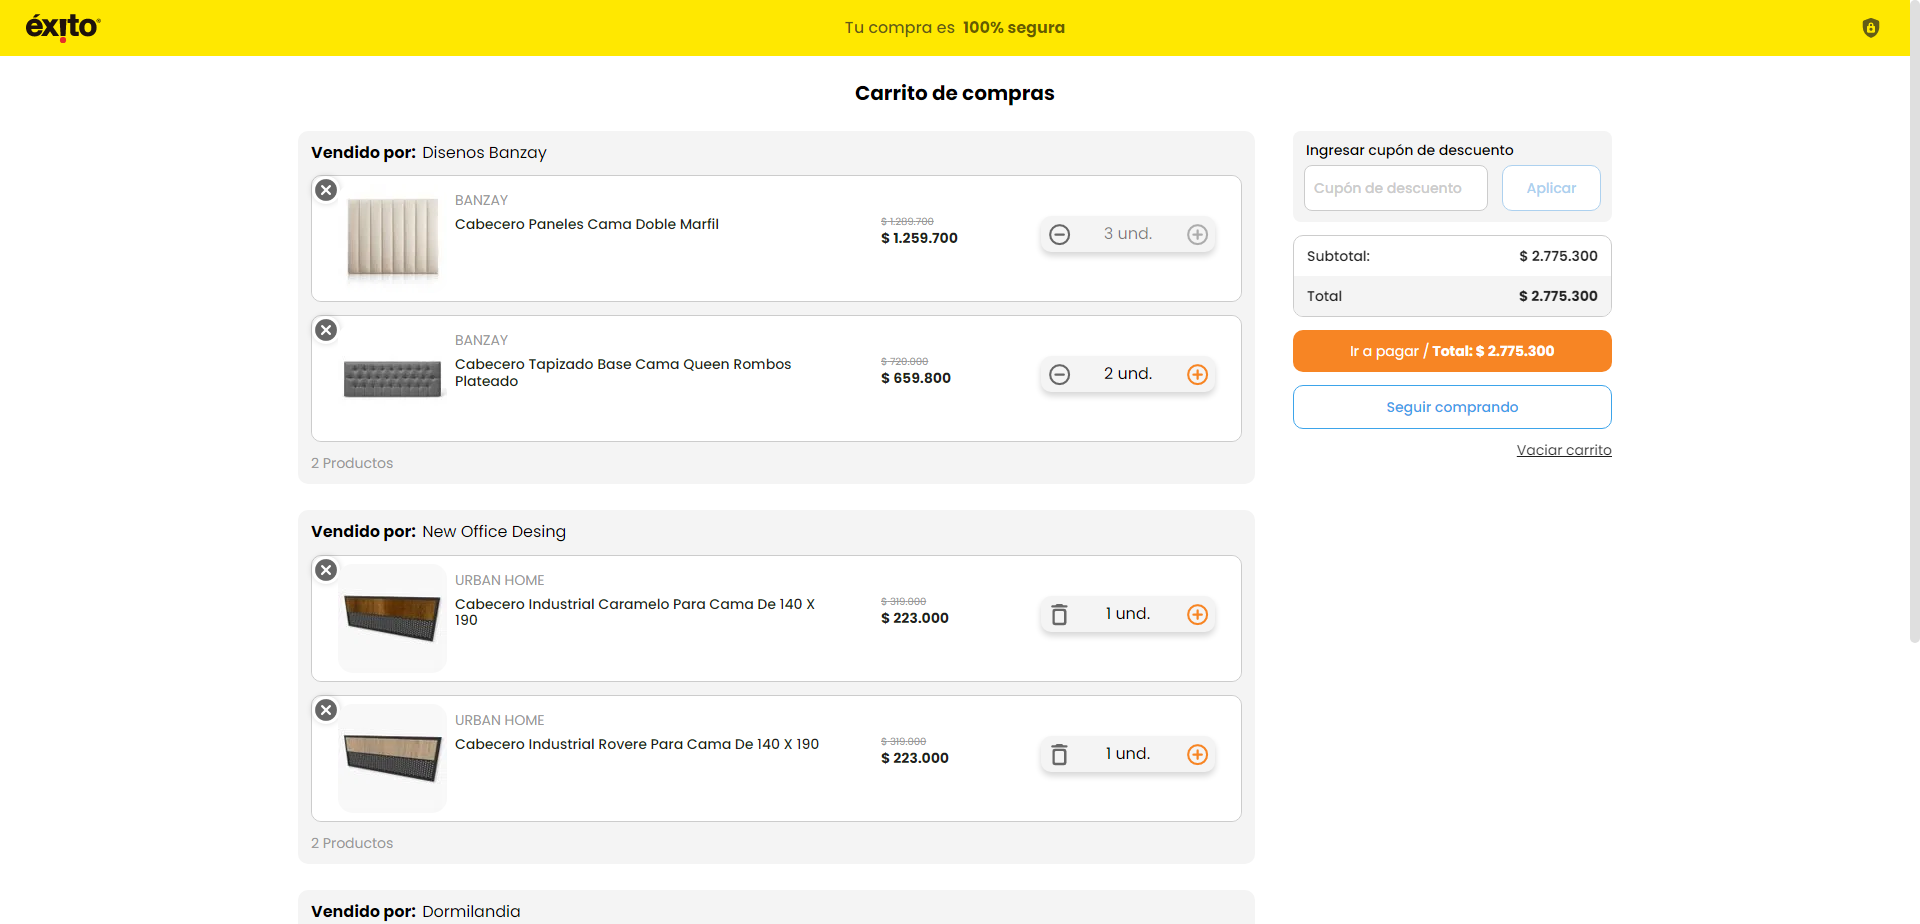 éxito
Tu compra es 100% segura
Carrito de compras
Vendido por: Disenos Banzay
BANZAY
Cabecero Paneles Cama Doble Marfil
$ 1.289.700
$ 1.259.700
3 und.
BANZAY
Cabecero Tapizado Base Cama Queen Rombos
Plateado
$ 720.000
$ 659.800
2 und.
2 Productos
Vendido por: New Office Desing
URBAN HOME
Cabecero Industrial Caramelo Para Cama De 140 X
190
$ 319.000
$ 223.000
1 und.
URBAN HOME
Cabecero Industrial Rovere Para Cama De 140 X 190
$ 319.000
$ 223.000
1 und.
2 Productos
Vendido por: Dormilandia
Ingresar cupón de descuento
Cupón de descuento
Aplicar
Subtotal: $ 2.775.300
Total $ 2.775.300
Ir a pagar / Total: $ 2.775.300
Seguir comprando
Vaciar carrito